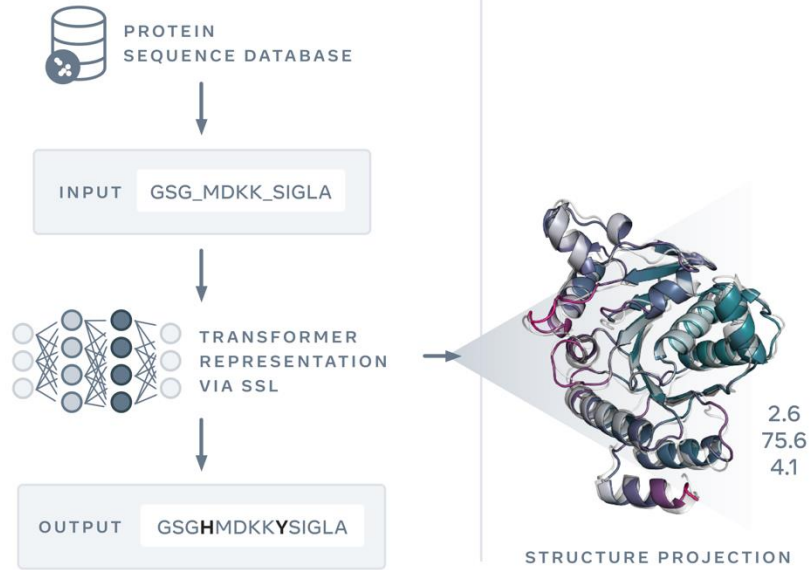 PROTEIN
SEQUENCE DATABASE
INPUT GSG_MDKK_SIGLA
TRANSFORMER
REPRESENTATION
VIA SSL
OUTPUT GSGHMDKKYSIGLA
2.6
75.6
4.1
STRUCTURE PROJECTION